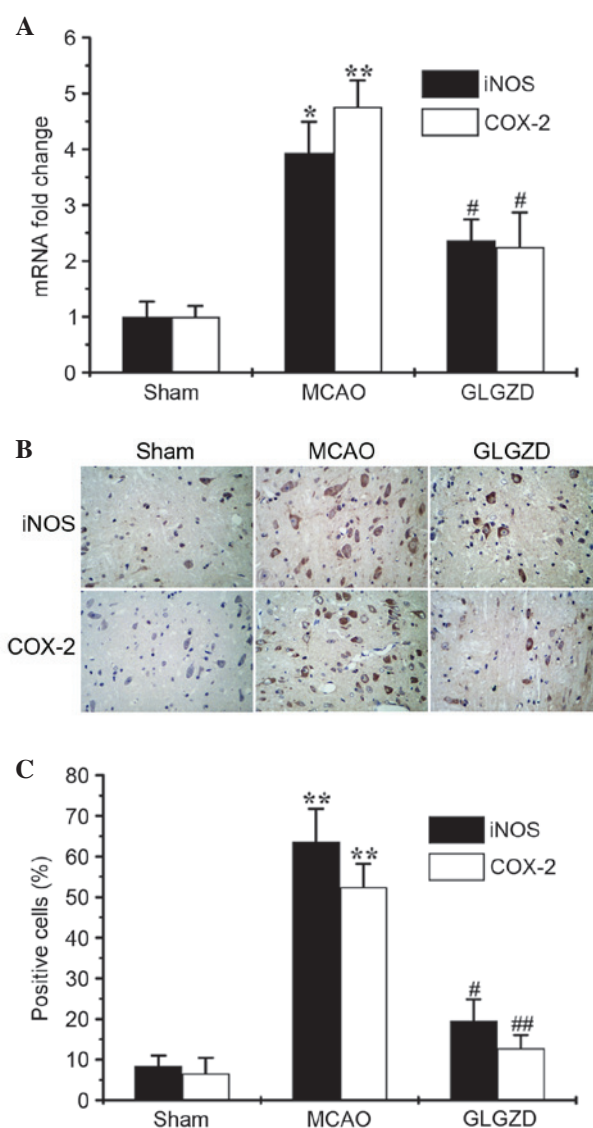 A
mRNA fold change
6
5
4
3
2
1
0
* ** # #
iNOS
COX-2
Sham MCAO GLGZD
B
Sham MCAO GLGZD
iNOS
COX-2
C
Positive cells (%)
80
70
60
50
40
30
20
10
0
** ** # ##
iNOS
COX-2
Sham MCAO GLGZD